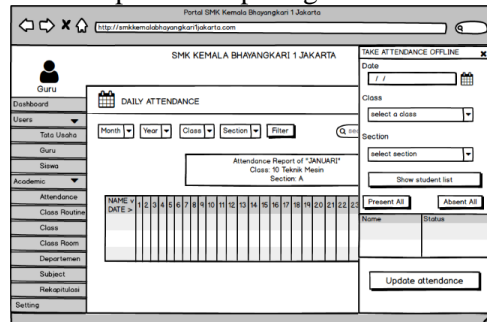 Portal SMK Kemala Bhayangkari 1 Jakarta
http://smkkemalabhayangkari1jakarta.com
SMK KEMALA BHAYANGKARI 1 JAKARTA
Guru
Dashboard
Users
Tata Usaha
Guru
Siswa
Academic
Attendance
Class Routine
Class
Class Room
Departemen
Subject
Rekapitulasi
Setting
DAILY ATTENDANCE
Month Year Class Section Filter
Attendance Report of "JANUARI"
Class: 10 Teknik Mesin
Section: A
NAME v
DATE > 1 2 3 4 5 6 7 8 9 10 11 12 13 14 15 16 17 18 19 20 21 22 23
TAKE ATTENDANCE OFFLINE x
Date
/ /
Class
select a class
Section
select section
Show student list
Present All Absent All
Name Status
Update attendance